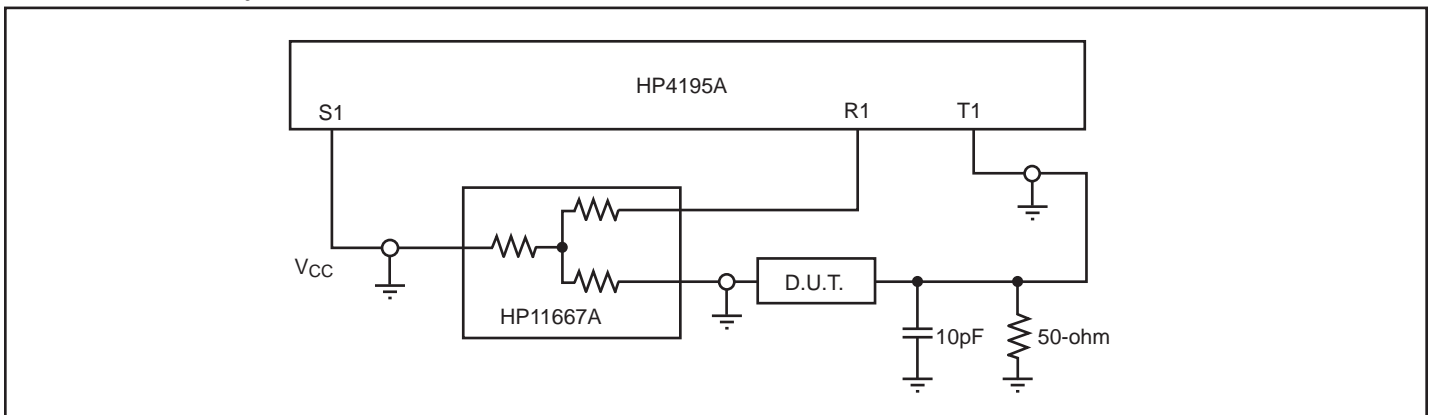 HP4195A
S1
R1
T1
VCC
HP11667A
D.U.T.
10pF
50-ohm